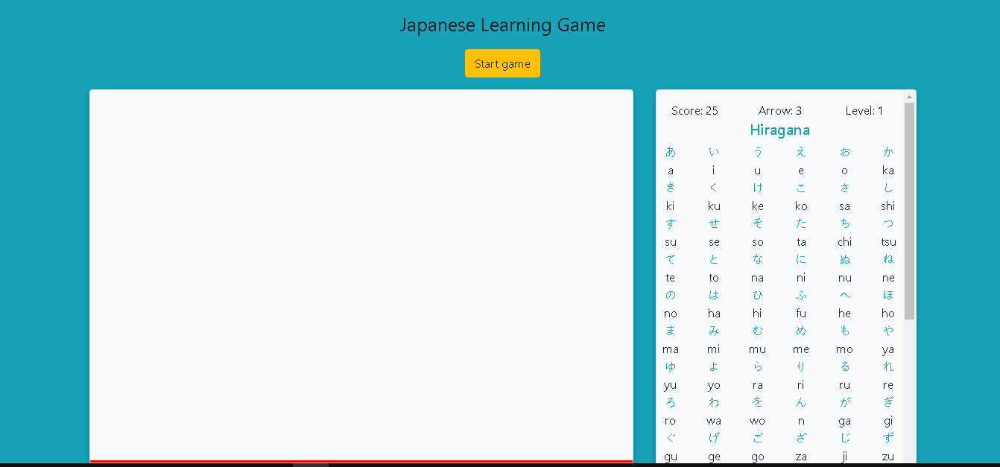 Japanese Learning Game
Start game
Score: 25 Arrow: 3 Level: 1
Hiragana
あ い う え お か
a i u e o ka
き く け こ さ し
ki ku ke ko sa shi
す せ そ た ち つ
su se so ta chi tsu
て と な に ぬ ね
te to na ni nu ne
の は ひ ふ へ ほ
no ha hi fu he ho
ま み む め も や
ma mi mu me mo ya
ゆ よ ら り る れ
yu yo ra ri ru re
ろ わ を ん が ぎ
ro wa wo n ga gi
ぐ げ ご ざ じ ず
gu ge go za ji zu